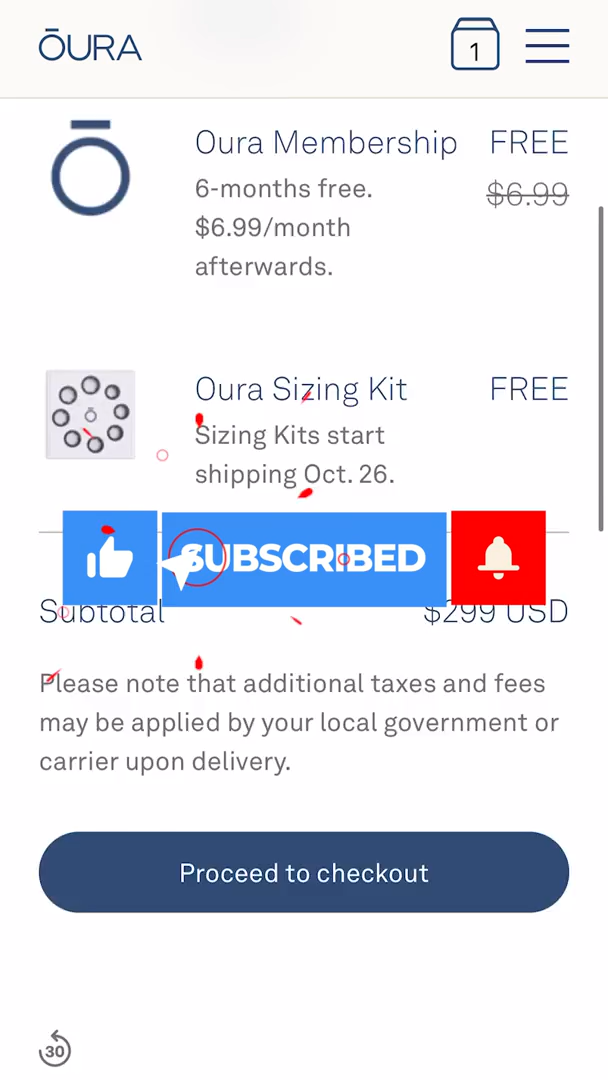 ŌURA
1
Oura Membership FREE
6-months free. $6.99
$6.99/month
afterwards.
Oura Sizing Kit FREE
Sizing Kits start
shipping Oct. 26.
SUBSCRIBED
Subtotal $299 USD
Please note that additional taxes and fees
may be applied by your local government or
carrier upon delivery.
Proceed to checkout
30